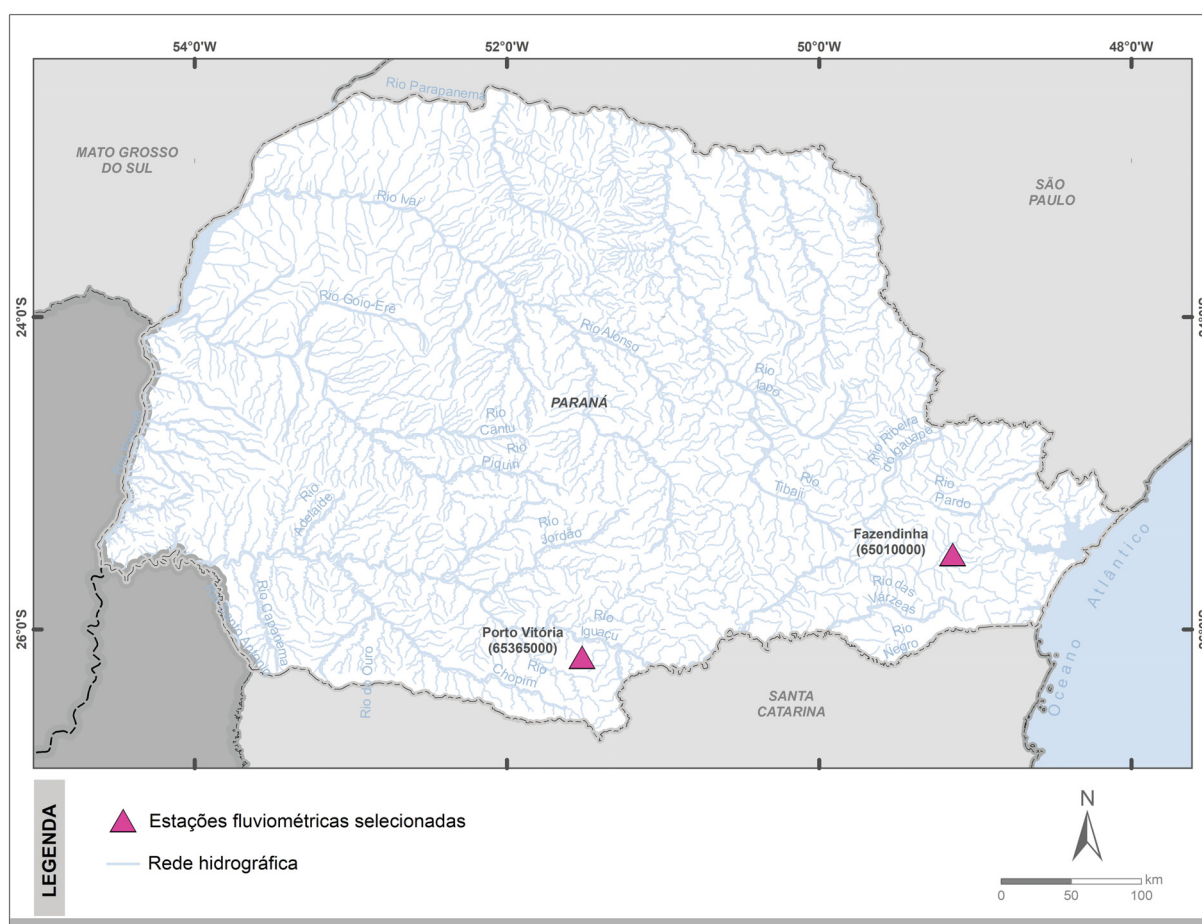 54°0'W
52°0'W
50°0'W
48°0'W
Rio Parapanema
MATO GROSSO
DO SUL
SÃO
PAULO
Rio Ivaí
24°0'S
Rio Goio-Erê
Rio Alonso
Rio
Iapó
PARANÁ
Rio
Cantu
Rio
Piquiri
Rio Ribeira
do Iguape
Rio
Tibaji
Rio
Pardo
Rio
Adelaide
Rio
Jordão
Fazendinha
(65010000)
Rio das
Várzeas
Rio Capanema
26°0'S
Porto Vitória
(65365000)
Rio
Iguaçu
Rio
Negro
Rio
Chopim
Rio do Ouro
SANTA
CATARINA
Oceano Atlântico
LEGENDA
Estações fluviométricas selecionadas
Rede hidrográfica
N
km
0 50 100